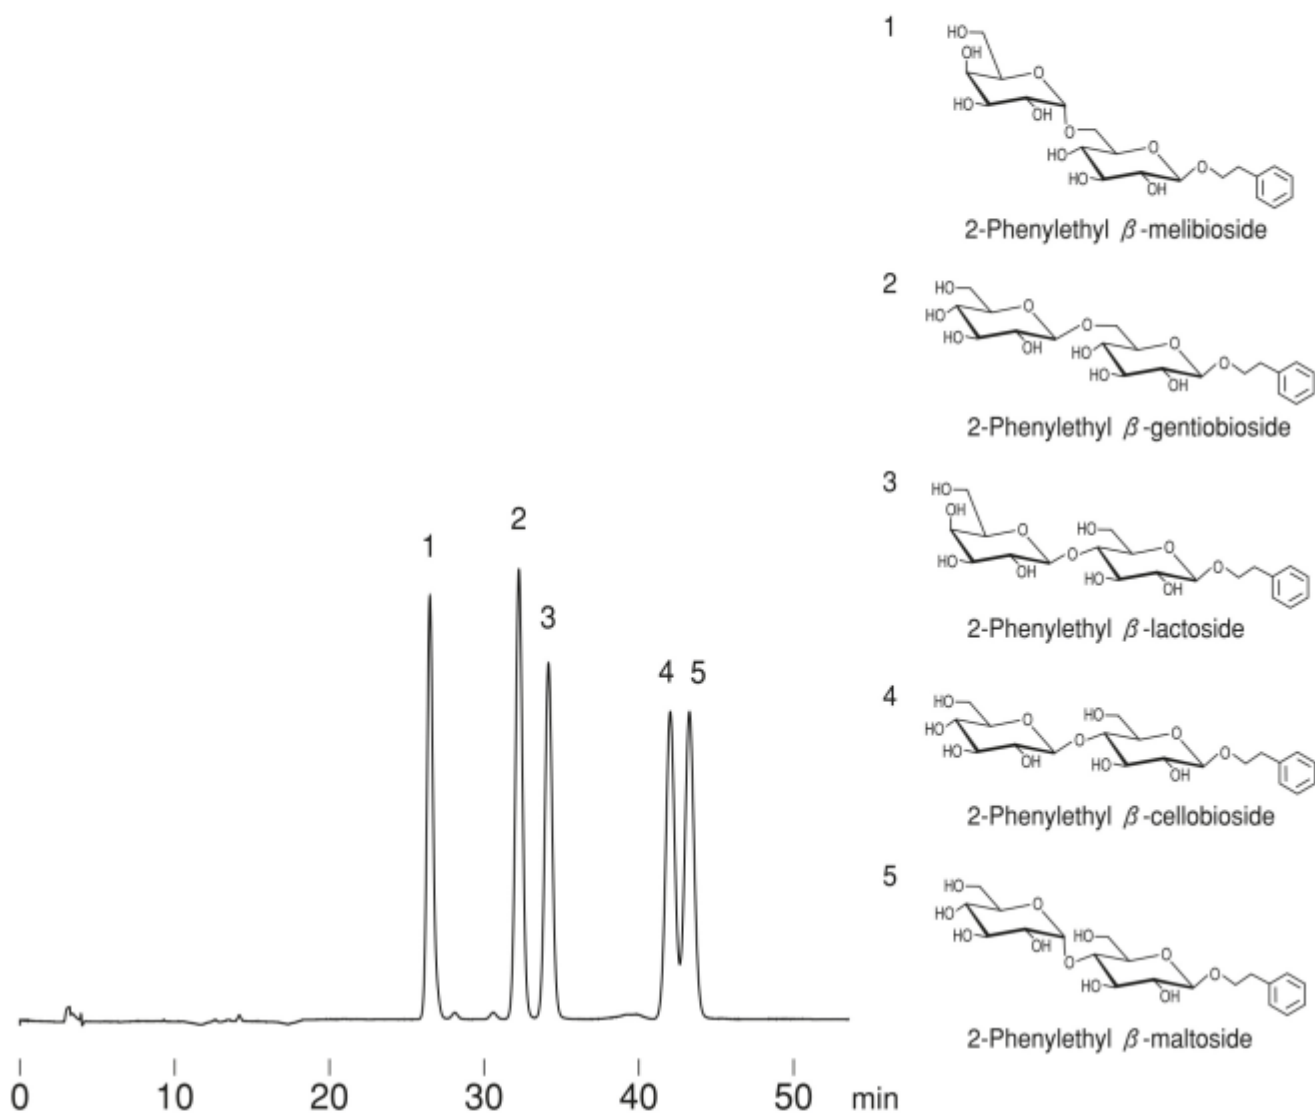 1
HO
OH
O
HO
HO
OH
O
HO
O
O
HO
OH
2-Phenylethyl β-melibioside
2
HO
O
HO
O
HO
OH
HO
O
O
HO
OH
2-Phenylethyl β-gentiobioside
3
HO
OH
O
HO
O
O
O
HO
OH
HO
OH
2-Phenylethyl β-lactoside
4
HO
O
HO
O
HO
O
O
HO
OH
HO
OH
2-Phenylethyl β-cellobioside
5
HO
O
HO
HO
OH
HO
O
O
O
HO
OH
2-Phenylethyl β-maltoside
1
2
3
4 5
0 10 20 30 40 50 min